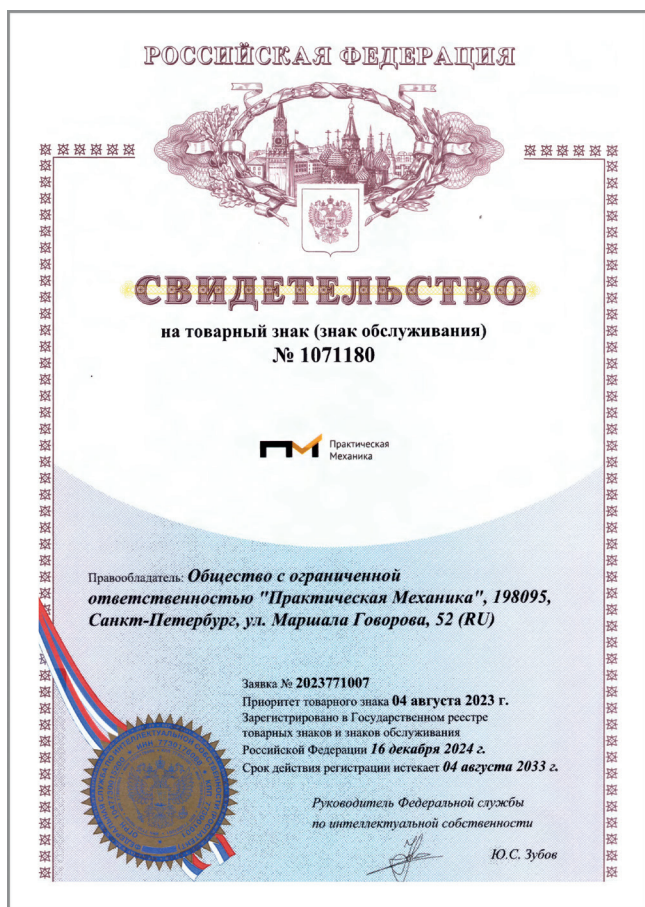 РОССИЙСКАЯ ФЕДЕРАЦИЯ
СВИДЕТЕЛЬСТВО
на товарный знак (знак обслуживания)
№ 1071180
ПМ Практическая
Механика
Правообладатель: Общество с ограниченной
ответственностью "Практическая Механика", 198095,
Санкт-Петербург, ул. Маршала Говорова, 52 (RU)
Заявка № 2023771007
Приоритет товарного знака 04 августа 2023 г.
Зарегистрировано в Государственном реестре
товарных знаков и знаков обслуживания
Российской Федерации 16 декабря 2024 г.
Срок действия регистрации истекает 04 августа 2033 г.
Руководитель Федеральной службы
по интеллектуальной собственности
Ю.С. Зубов